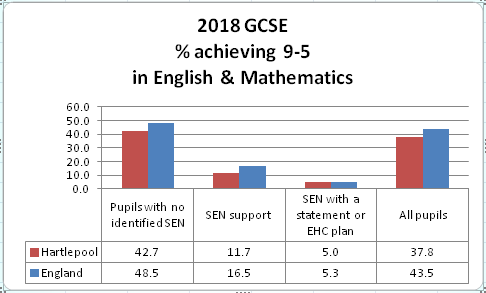 2018 GCSE
% achieving 9-5
in English & Mathematics
60.0
50.0
40.0
30.0
20.0
10.0
0.0
Pupils with no identified SEN
SEN support
SEN with a statement or EHC plan
All pupils
Hartlepool 42.7 11.7 5.0 37.8
England 48.5 16.5 5.3 43.5